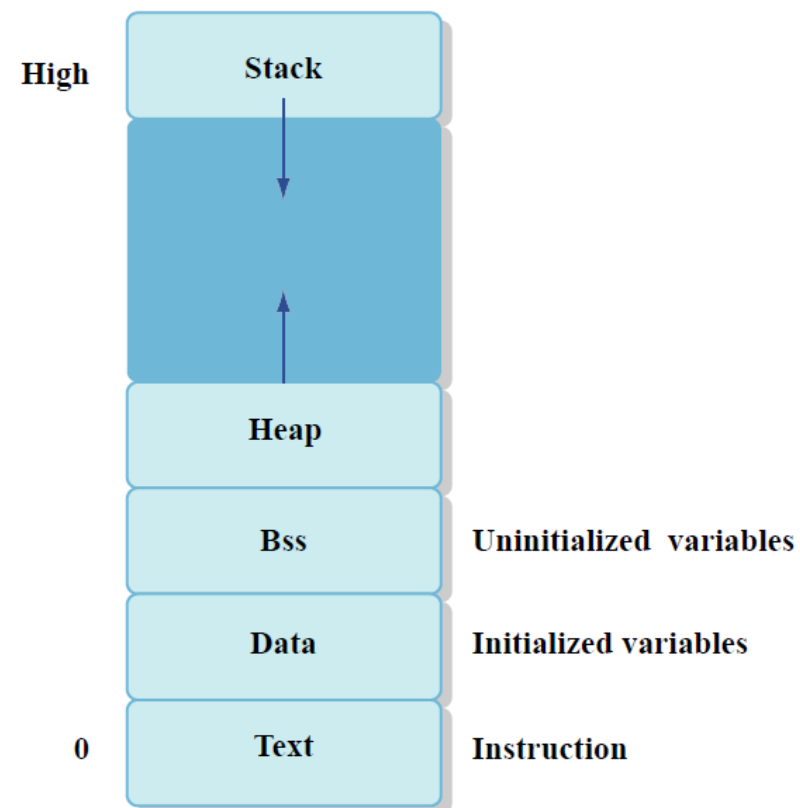 High Stack
Heap
Bss Uninitialized variables
Data Initialized variables
0 Text Instruction